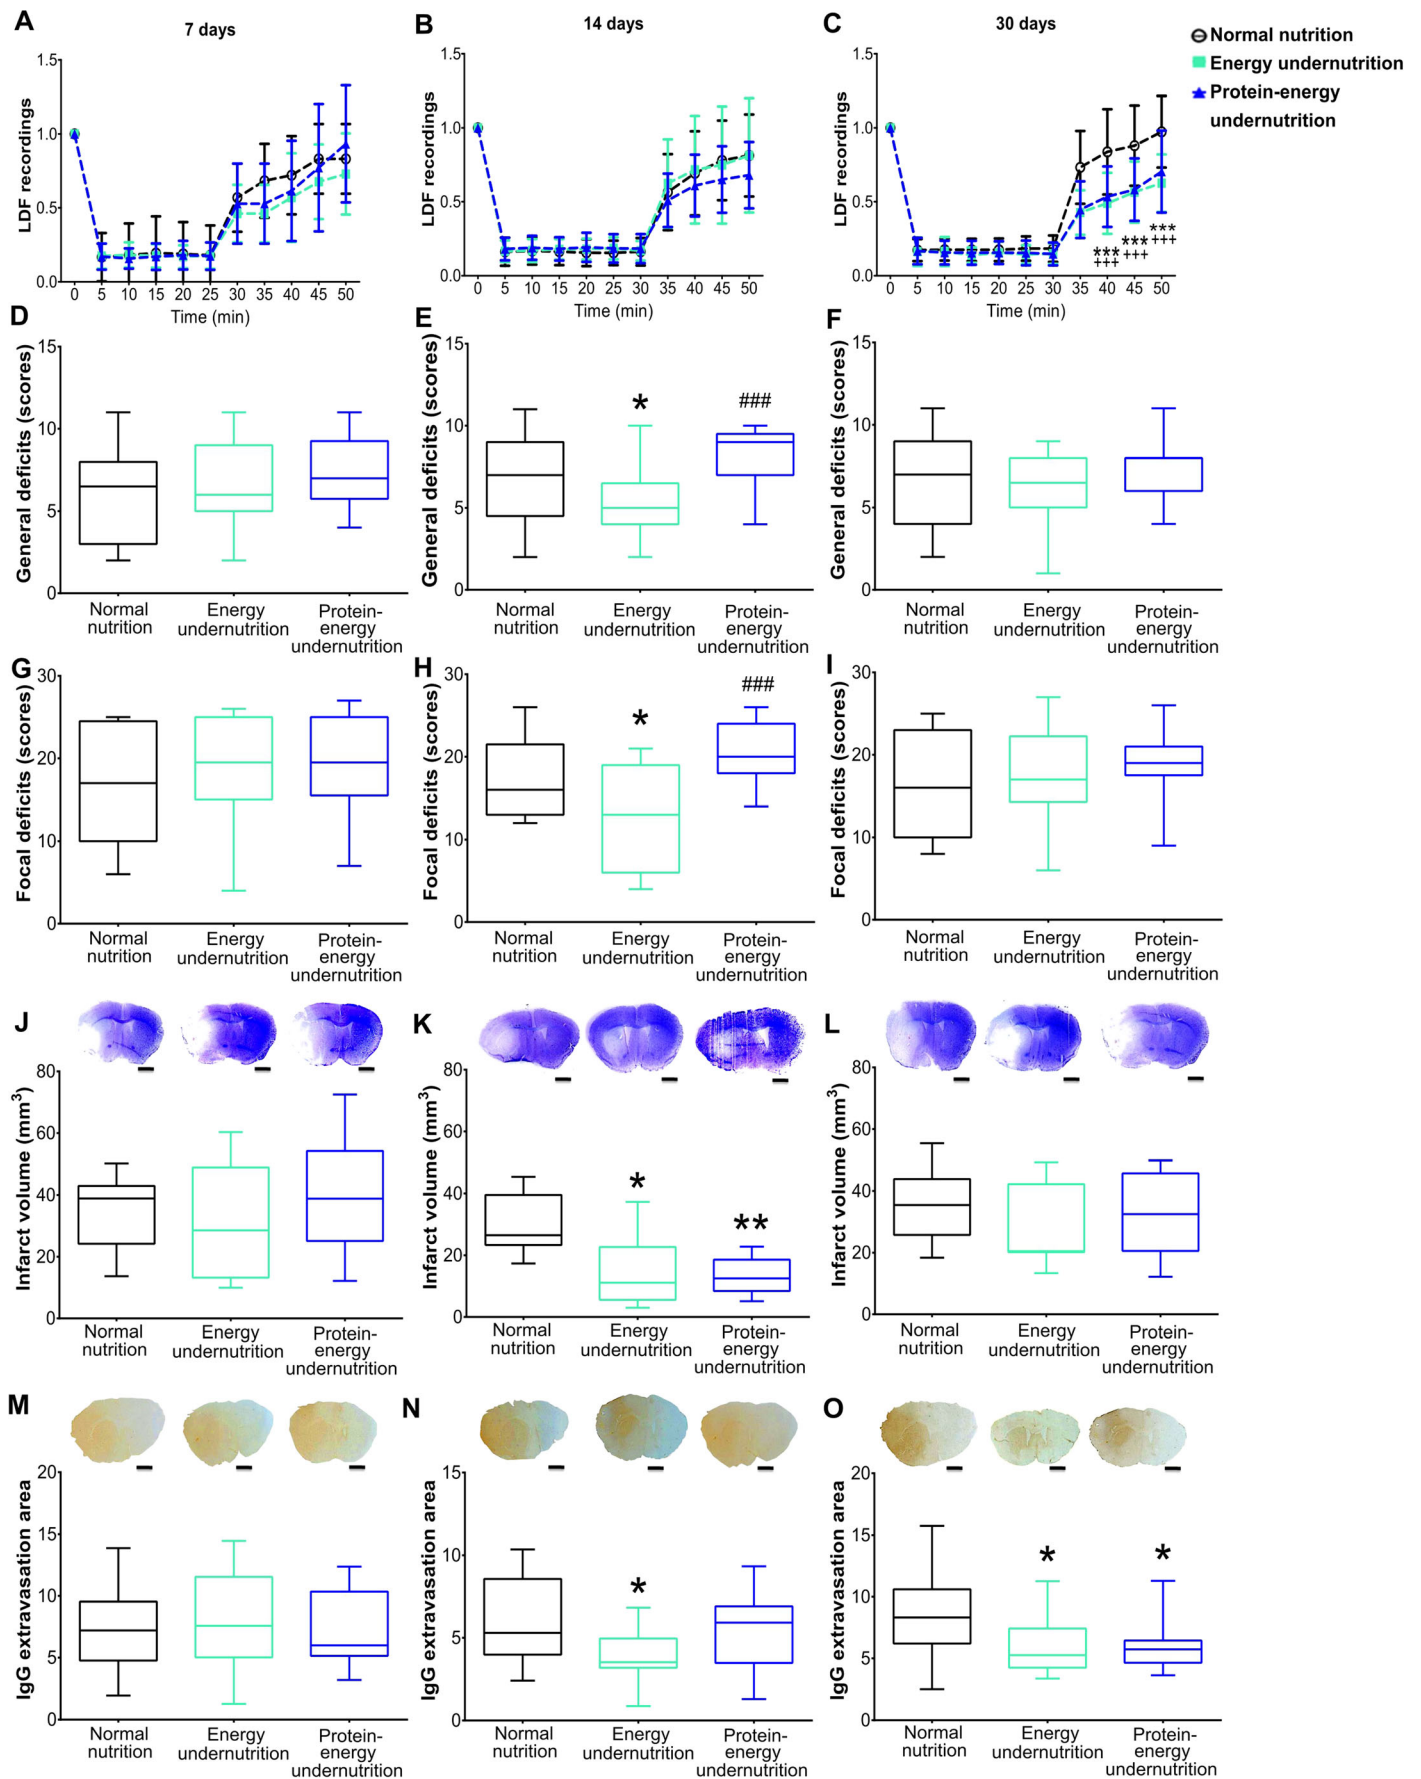 A
7 days
B
14 days
C
30 days
Normal nutrition
Energy undernutrition
Protein-energy
undernutrition
LDF recordings
1.5
1.0
0.5
0.0
0 5 10 15 20 25 30 35 40 45 50
Time (min)
LDF recordings
1.5
1.0
0.5
0.0
0 5 10 15 20 25 30 35 40 45 50
Time (min)
LDF recordings
1.5
1.0
0.5
0.0
*** *** ***
+++ +++ +++
0 5 10 15 20 25 30 35 40 45 50
Time (min)
D
General deficits (scores)
15
10
5
0
Normal nutrition
Energy undernutrition
Protein-energy undernutrition
E
General deficits (scores)
15
10
5
0
*
###
Normal nutrition
Energy undernutrition
Protein-energy undernutrition
F
General deficits (scores)
15
10
5
0
Normal nutrition
Energy undernutrition
Protein-energy undernutrition
G
Focal deficits (scores)
30
20
10
0
Normal nutrition
Energy undernutrition
Protein-energy undernutrition
H
Focal deficits (scores)
30
20
10
0
*
###
Normal nutrition
Energy undernutrition
Protein-energy undernutrition
I
Focal deficits (scores)
30
20
10
0
Normal nutrition
Energy undernutrition
Protein-energy undernutrition
J
Infarct volume (mm³)
80
60
40
20
0
Normal nutrition
Energy undernutrition
Protein-energy undernutrition
K
Infarct volume (mm³)
80
60
40
20
0
*
**
Normal nutrition
Energy undernutrition
Protein-energy undernutrition
L
Infarct volume (mm³)
80
60
40
20
0
Normal nutrition
Energy undernutrition
Protein-energy undernutrition
M
IgG extravasation area
20
15
10
5
0
Normal nutrition
Energy undernutrition
Protein-energy undernutrition
N
IgG extravasation area
15
10
5
0
*
Normal nutrition
Energy undernutrition
Protein-energy undernutrition
O
IgG extravasation area
20
15
10
5
0
*
*
Normal nutrition
Energy undernutrition
Protein-energy undernutrition